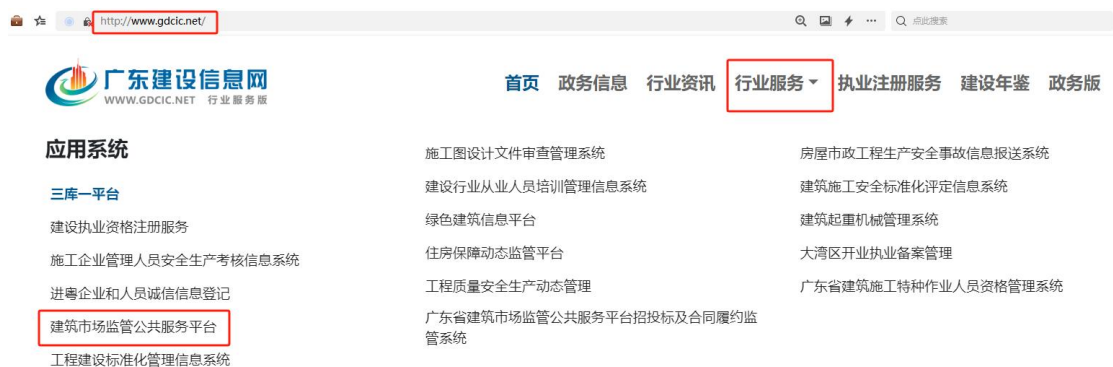 http://www.gdcic.net/
点此搜索
广东建设信息网
WWW.GDCIC.NET 行业服务版
首页 政务信息 行业资讯 行业服务 执业注册服务 建设年鉴 政务版
应用系统
三库一平台
建设执业资格注册服务
施工企业管理人员安全生产考核信息系统
进粤企业和人员诚信信息登记
建筑市场监管公共服务平台
工程建设标准化管理信息系统
施工图设计文件审查管理系统
建设行业从业人员培训管理信息系统
绿色建筑信息平台
住房保障动态监管平台
工程质量安全生产动态管理
广东省建筑市场监管公共服务平台招投标及合同履约监
管系统
房屋市政工程生产安全事故信息报送系统
建筑施工安全标准化评定信息系统
建筑起重机械管理系统
大湾区开业执业备案管理
广东省建筑施工特种作业人员资格管理系统